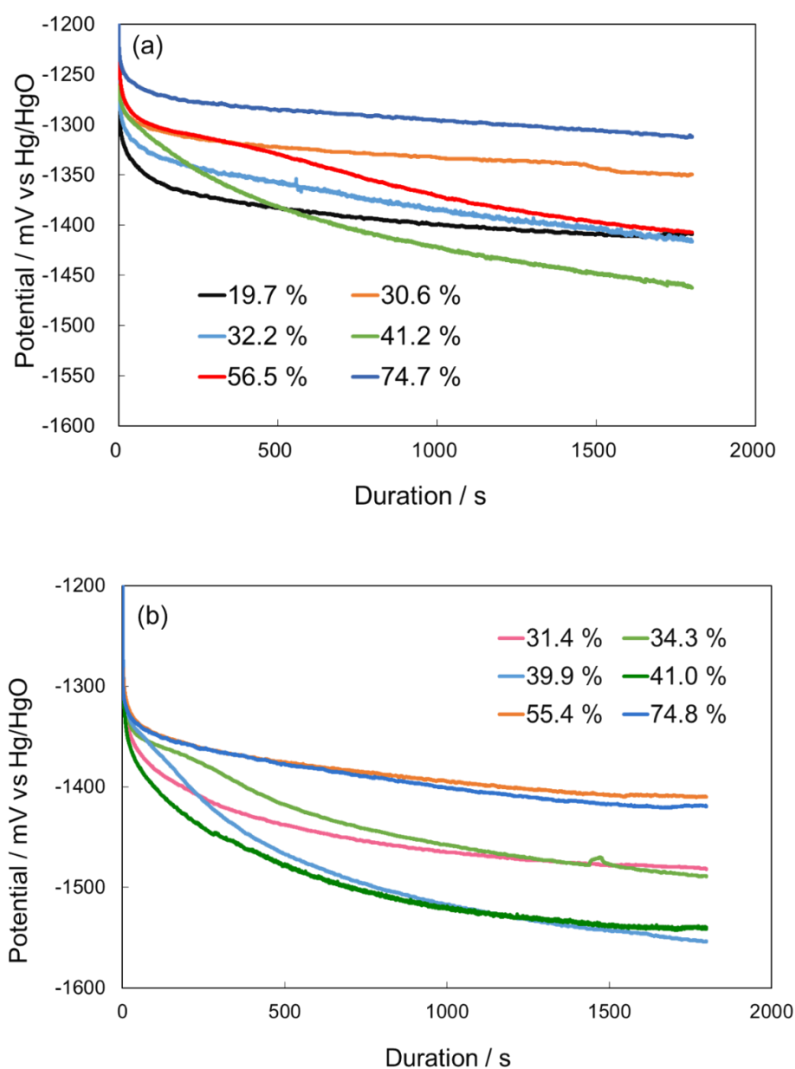 (a)
Potential / mV vs Hg/HgO
-1200
-1250
-1300
-1350
-1400
-1450
-1500
-1550
-1600
19.7 % 30.6 %
32.2 % 41.2 %
56.5 % 74.7 %
0 500 1000 1500 2000
Duration / s
(b)
Potential / mV vs Hg/HgO
-1200
-1300
-1400
-1500
-1600
31.4 % 34.3 %
39.9 % 41.0 %
55.4 % 74.8 %
0 500 1000 1500 2000
Duration / s